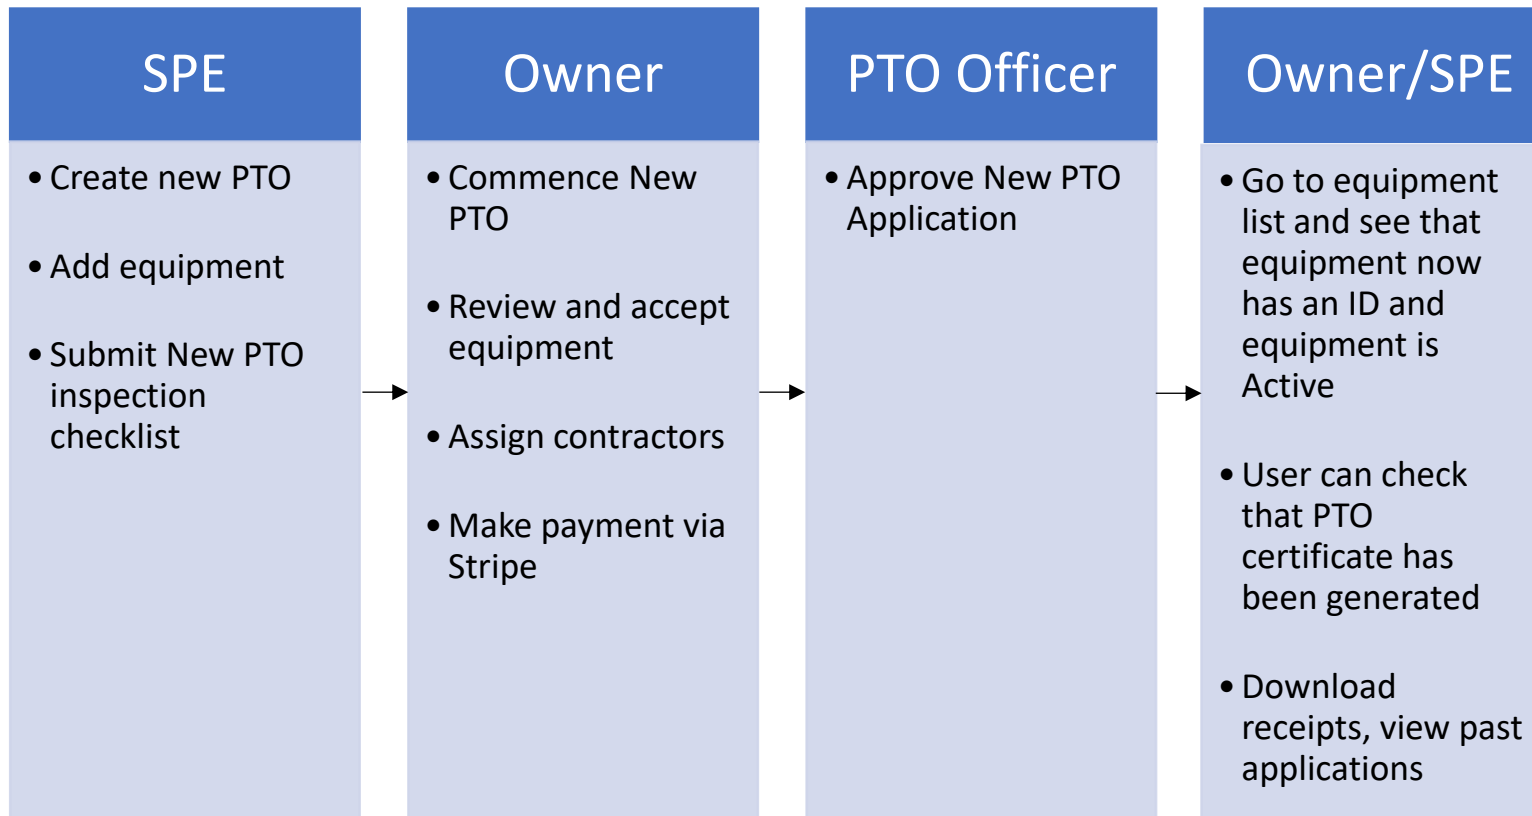 SPE
• Create new PTO
• Add equipment
• Submit New PTO
inspection
checklist
Owner
• Commence New
PTO
• Review and accept
equipment
• Assign contractors
• Make payment via
Stripe
PTO Officer
• Approve New PTO
Application
Owner/SPE
• Go to equipment
list and see that
equipment now
has an ID and
equipment is
Active
• User can check
that PTO
certificate has
been generated
• Download
receipts, view past
applications